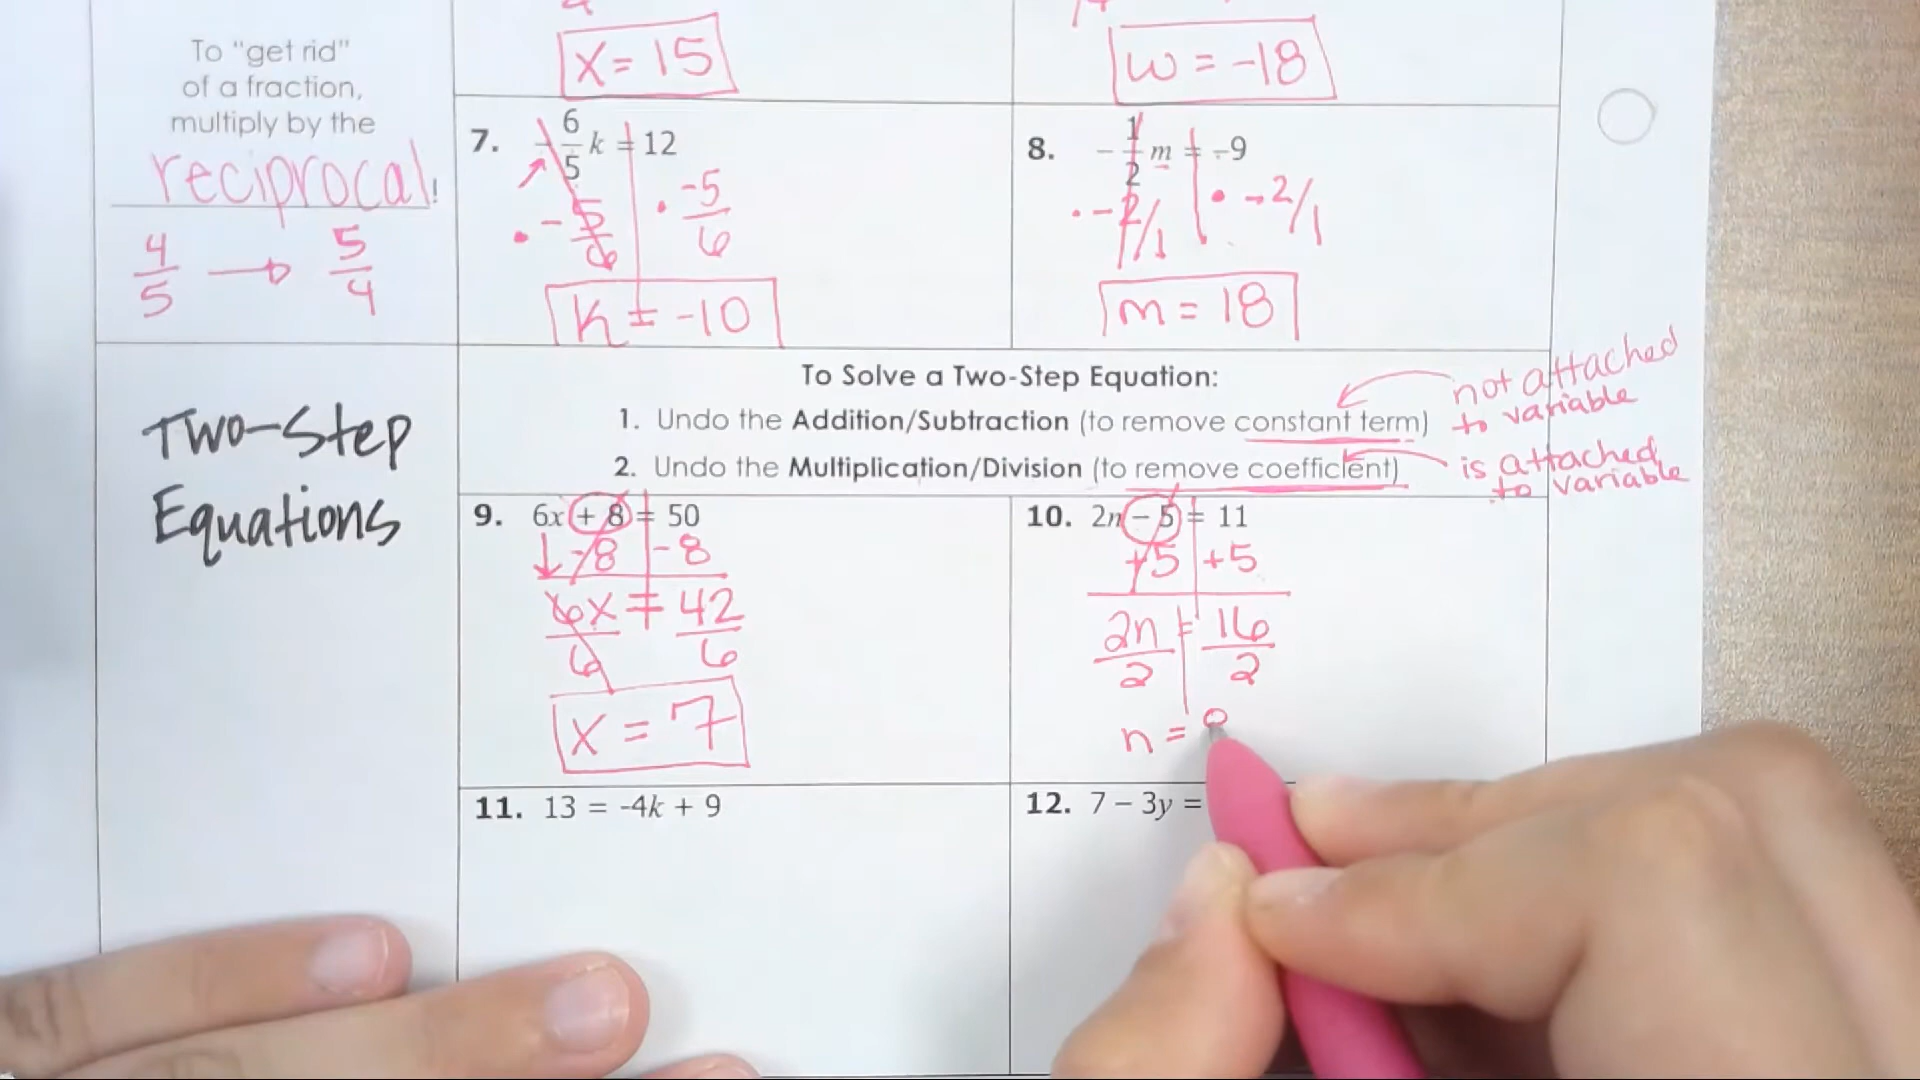 To "get rid"
of a fraction,
multiply by the
reciprocal!
4/5 → 5/4
x = 15
w = -18
7. -6/5 k = 12
· -5/6 · -5/6
k = -10
8. -1/2 m = -9
· -2/1 · -2/1
m = 18
Two-Step
Equations
To Solve a Two-Step Equation:
1. Undo the Addition/Subtraction (to remove constant term)
not attached
to variable
2. Undo the Multiplication/Division (to remove coefficient)
is attached
to variable
9. 6x + 8 = 50
-8 -8
6x = 42
6 6
x = 7
10. 2n - 5 = 11
+5 +5
2n = 16
2 2
n =
11. 13 = -4k + 9
12. 7 – 3y =